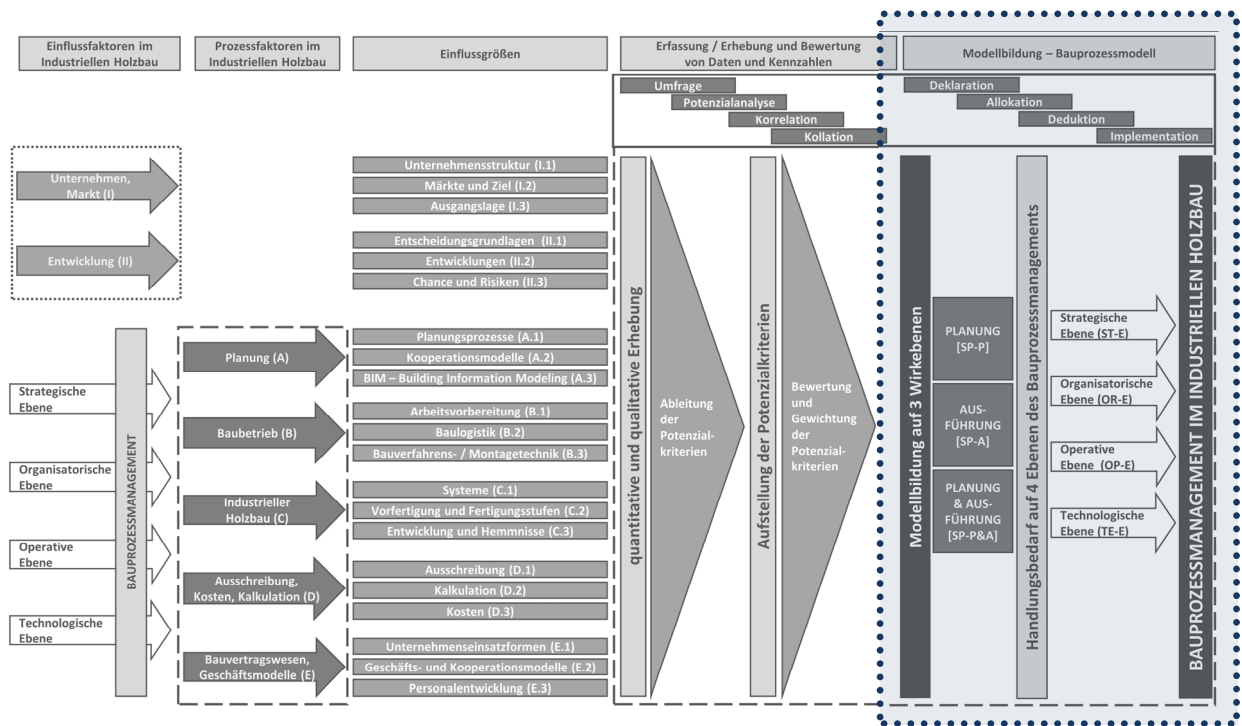 Einflussfaktoren im
Industriellen Holzbau
Prozessfaktoren im
Industriellen Holzbau
Einflussgrößen
Erfassung / Erhebung und Bewertung
von Daten und Kennzahlen
Modellbildung – Bauprozessmodell
Umfrage
Potenzialanalyse
Korrelation
Kollation
Deklaration
Allokation
Deduktion
Implementation
Unternehmen,
Markt (I)
Entwicklung (II)
Unternehmensstruktur (I.1)
Märkte und Ziel (I.2)
Ausgangslage (I.3)
Entscheidungsgrundlagen (II.1)
Entwicklungen (II.2)
Chance und Risiken (II.3)
Strategische
Ebene
Organisatorische
Ebene
Operative
Ebene
Technologische
Ebene
BAUPROZESSMANAGEMENT
Planung (A)
Baubetrieb (B)
Industrieller
Holzbau (C)
Ausschreibung,
Kosten, Kalkulation (D)
Bauvertragswesen,
Geschäftsmodelle (E)
Planungsprozesse (A.1)
Kooperationsmodelle (A.2)
BIM – Building Information Modeling (A.3)
Arbeitsvorbereitung (B.1)
Baulogistik (B.2)
Bauverfahrens- / Montagetechnik (B.3)
Systeme (C.1)
Vorfertigung und Fertigungsstufen (C.2)
Entwicklung und Hemmnisse (C.3)
Ausschreibung (D.1)
Kalkulation (D.2)
Kosten (D.3)
Unternehmenseinsatzformen (E.1)
Geschäfts- und Kooperationsmodelle (E.2)
Personalentwicklung (E.3)
quantitative und qualitative Erhebung
Ableitung
der
Potenzial-
kriterien
Aufstellung der Potenzialkriterien
Bewertung
und
Gewichtung
der
Potenzial-
kriterien
Modellbildung auf 3 Wirkebenen
PLANUNG
[SP-P]
AUS-
FÜHRUNG
[SP-A]
PLANUNG
& AUS-
FÜHRUNG
[SP-P&A]
Handlungsbedarf auf 4 Ebenen des Bauprozessmanagements
Strategische
Ebene (ST-E)
Organisatorische
Ebene (OR-E)
Operative
Ebene (OP-E)
Technologische
Ebene (TE-E)
BAUPROZESSMANAGEMENT IM INDUSTRIELLEN HOLZBAU